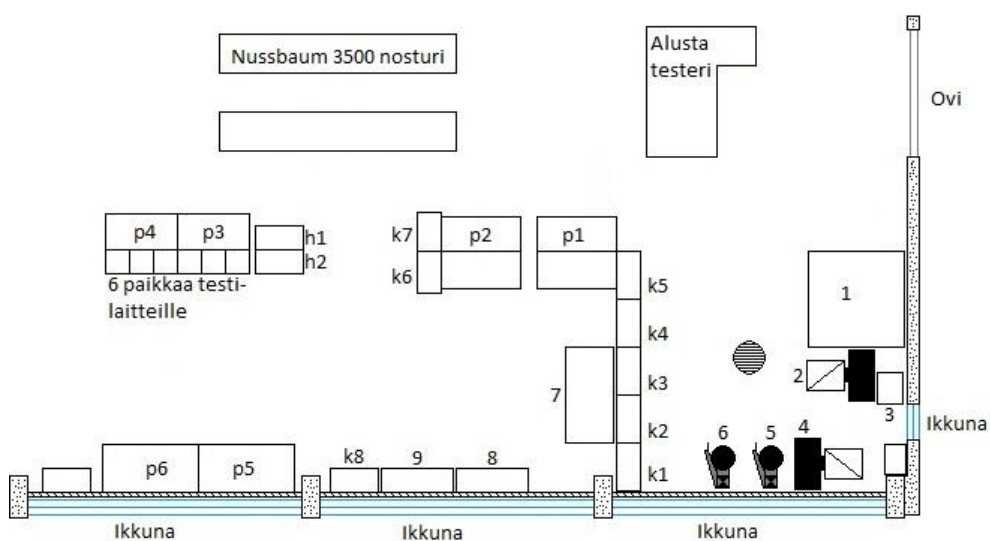 Nussbaum 3500 nosturi
Alusta
testeri
Ovi
p4
p3
h1
h2
k7
p2
p1
k6
6 paikkaa testi-
laitteille
k5
1
k4
2
7
k3
3
k2
6
5
4
Ikkuna
p6
p5
k8
9
8
k1
Ikkuna
Ikkuna
Ikkuna